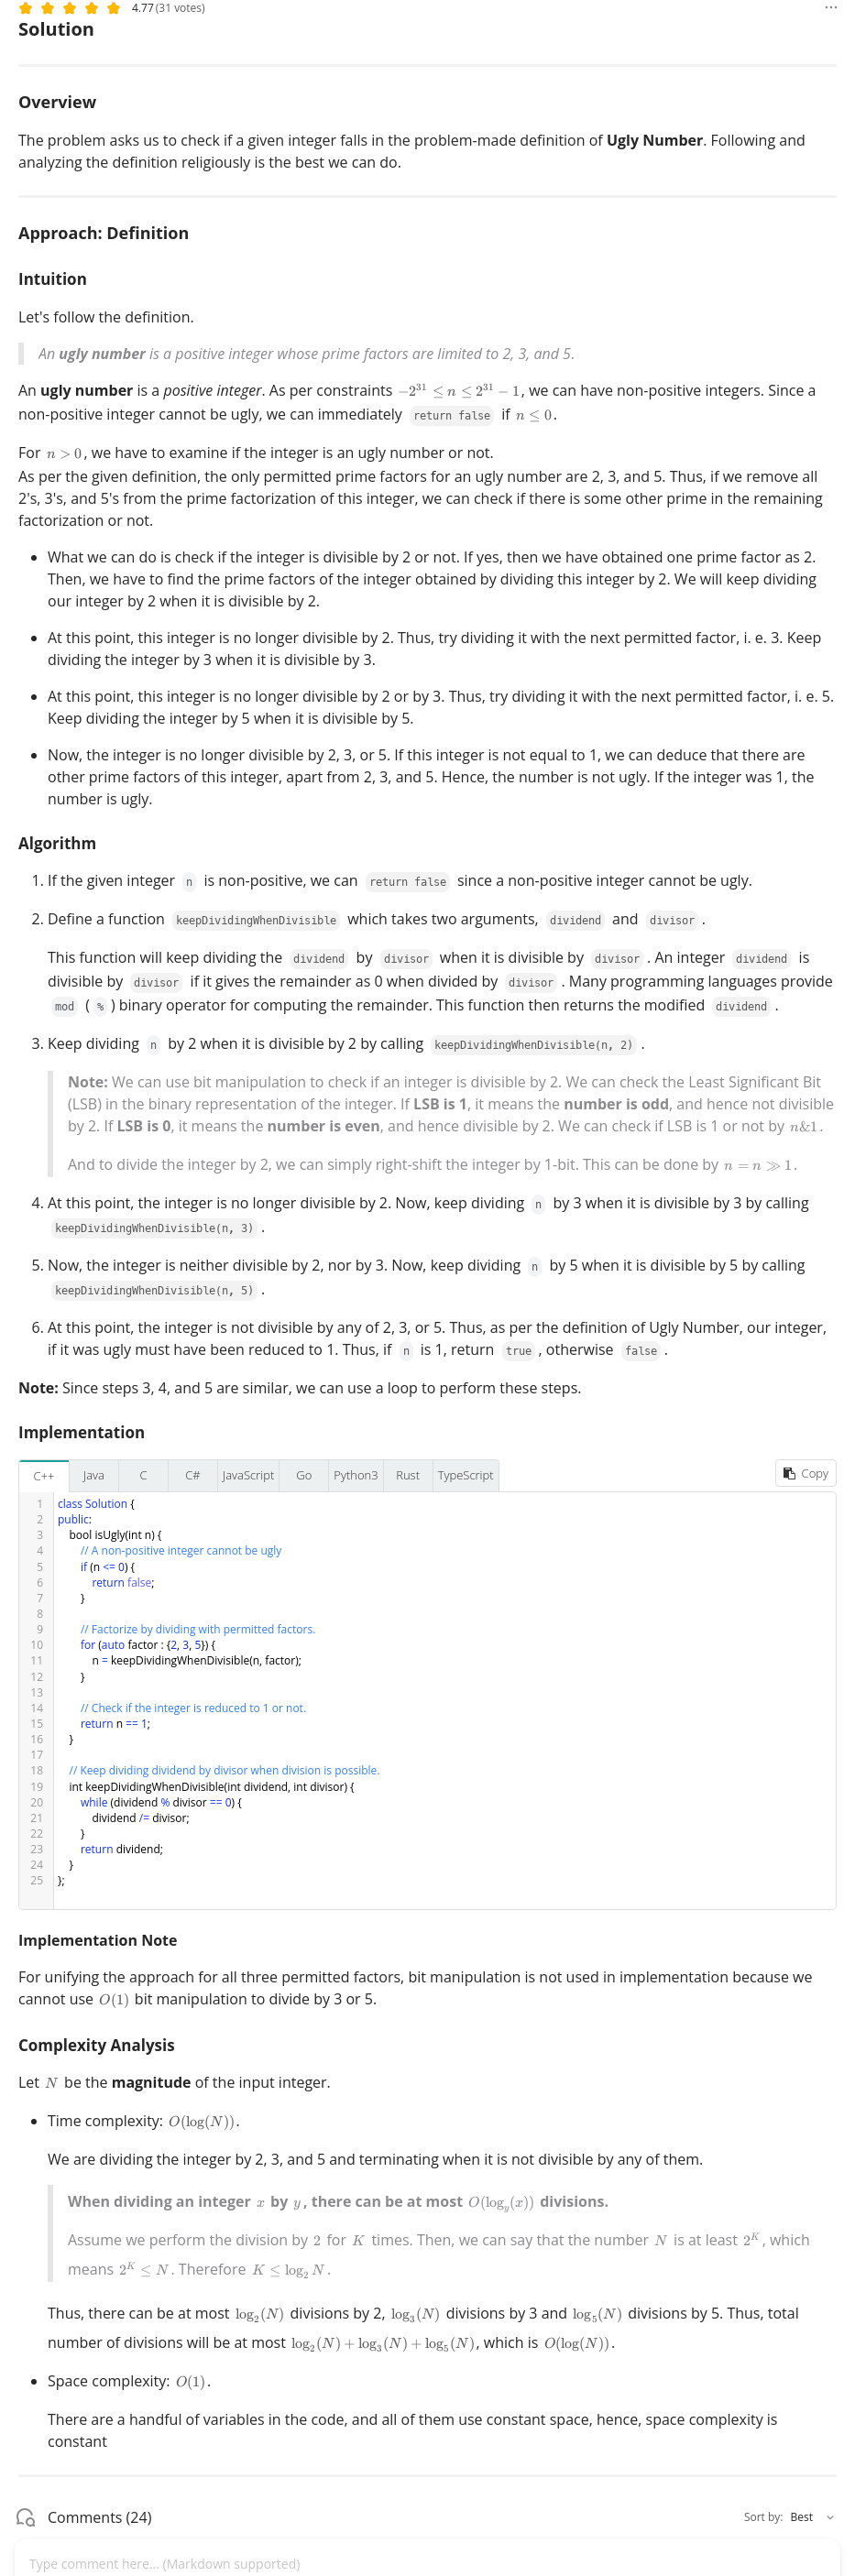 4.77 (31 votes)
Solution
Overview
The problem asks us to check if a given integer falls in the problem-made definition of Ugly Number. Following and
analyzing the definition religiously is the best we can do.
Approach: Definition
Intuition
Let's follow the definition.
An ugly number is a positive integer whose prime factors are limited to 2, 3, and 5.
An ugly number is a positive integer. As per constraints −2³¹ ≤ n ≤ 2³¹ − 1, we can have non-positive integers. Since a
non-positive integer cannot be ugly, we can immediately return false if n ≤ 0.
For n > 0, we have to examine if the integer is an ugly number or not.
As per the given definition, the only permitted prime factors for an ugly number are 2, 3, and 5. Thus, if we remove all
2's, 3's, and 5's from the prime factorization of this integer, we can check if there is some other prime in the remaining
factorization or not.
• What we can do is check if the integer is divisible by 2 or not. If yes, then we have obtained one prime factor as 2.
Then, we have to find the prime factors of the integer obtained by dividing this integer by 2. We will keep dividing
our integer by 2 when it is divisible by 2.
• At this point, this integer is no longer divisible by 2. Thus, try dividing it with the next permitted factor, i. e. 3. Keep
dividing the integer by 3 when it is divisible by 3.
• At this point, this integer is no longer divisible by 2 or by 3. Thus, try dividing it with the next permitted factor, i. e. 5.
Keep dividing the integer by 5 when it is divisible by 5.
• Now, the integer is no longer divisible by 2, 3, or 5. If this integer is not equal to 1, we can deduce that there are
other prime factors of this integer, apart from 2, 3, and 5. Hence, the number is not ugly. If the integer was 1, the
number is ugly.
Algorithm
1. If the given integer n is non-positive, we can return false since a non-positive integer cannot be ugly.
2. Define a function keepDividingWhenDivisible which takes two arguments, dividend and divisor .
This function will keep dividing the dividend by divisor when it is divisible by divisor . An integer dividend is
divisible by divisor if it gives the remainder as 0 when divided by divisor . Many programming languages provide
mod ( % ) binary operator for computing the remainder. This function then returns the modified dividend .
3. Keep dividing n by 2 when it is divisible by 2 by calling keepDividingWhenDivisible(n, 2) .
Note: We can use bit manipulation to check if an integer is divisible by 2. We can check the Least Significant Bit
(LSB) in the binary representation of the integer. If LSB is 1, it means the number is odd, and hence not divisible
by 2. If LSB is 0, it means the number is even, and hence divisible by 2. We can check if LSB is 1 or not by n&1.
And to divide the integer by 2, we can simply right-shift the integer by 1-bit. This can be done by n = n ≫ 1.
4. At this point, the integer is no longer divisible by 2. Now, keep dividing n by 3 when it is divisible by 3 by calling
keepDividingWhenDivisible(n, 3) .
5. Now, the integer is neither divisible by 2, nor by 3. Now, keep dividing n by 5 when it is divisible by 5 by calling
keepDividingWhenDivisible(n, 5) .
6. At this point, the integer is not divisible by any of 2, 3, or 5. Thus, as per the definition of Ugly Number, our integer,
if it was ugly must have been reduced to 1. Thus, if n is 1, return true , otherwise false .
Note: Since steps 3, 4, and 5 are similar, we can use a loop to perform these steps.
Implementation
C++ Java C C# JavaScript Go Python3 Rust TypeScript Copy
1 class Solution {
2 public:
3 bool isUgly(int n) {
4 // A non-positive integer cannot be ugly
5 if (n <= 0) {
6 return false;
7 }
8
9 // Factorize by dividing with permitted factors.
10 for (auto factor : {2, 3, 5}) {
11 n = keepDividingWhenDivisible(n, factor);
12 }
13
14 // Check if the integer is reduced to 1 or not.
15 return n == 1;
16 }
17
18 // Keep dividing dividend by divisor when division is possible.
19 int keepDividingWhenDivisible(int dividend, int divisor) {
20 while (dividend % divisor == 0) {
21 dividend /= divisor;
22 }
23 return dividend;
24 }
25 };
Implementation Note
For unifying the approach for all three permitted factors, bit manipulation is not used in implementation because we
cannot use O(1) bit manipulation to divide by 3 or 5.
Complexity Analysis
Let N be the magnitude of the input integer.
• Time complexity: O(log(N)).
We are dividing the integer by 2, 3, and 5 and terminating when it is not divisible by any of them.
When dividing an integer x by y, there can be at most O(log_y(x)) divisions.
Assume we perform the division by 2 for K times. Then, we can say that the number N is at least 2^K, which
means 2^K ≤ N. Therefore K ≤ log₂ N.
Thus, there can be at most log₂(N) divisions by 2, log₃(N) divisions by 3 and log₅(N) divisions by 5. Thus, total
number of divisions will be at most log₂(N) + log₃(N) + log₅(N), which is O(log(N)).
• Space complexity: O(1).
There are a handful of variables in the code, and all of them use constant space, hence, space complexity is
constant
Comments (24) Sort by: Best
Type comment here... (Markdown supported)